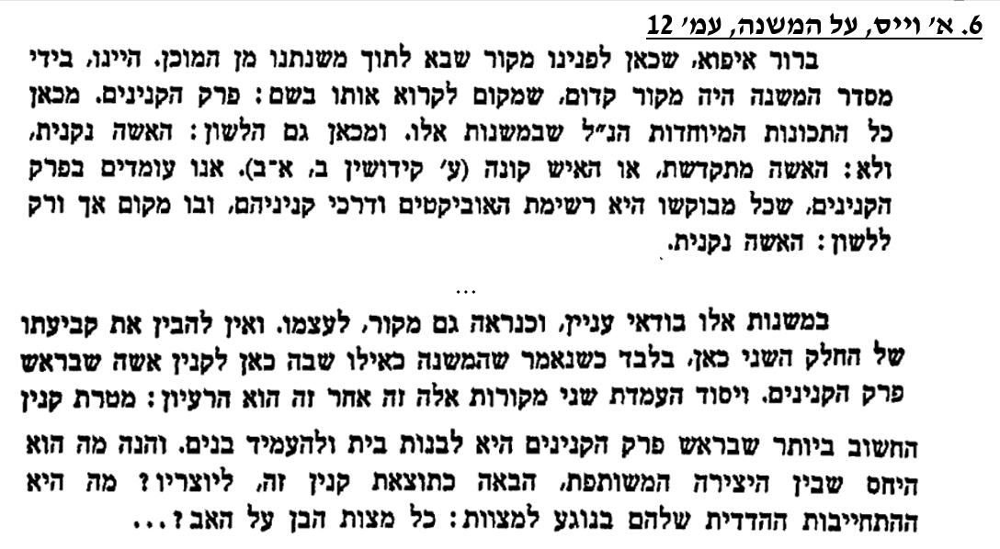 6. א' וייס, על המשנה, עמ' 12
ברור איפוא, שכאן לפנינו מקור שבא לתוך משנתנו מן המוכן. היינו, בידי
מסדר המשנה היה מקור קדום, שמקום לקרוא אותו בשם: פרק הקנינים. מכאן
כל התכונות המיוחדות הנ"ל שבמשנות אלו. ומכאן גם הלשון: האשה נקנית,
ולא: האשה מתקדשת, או האיש קונה (ע' קידושין ב, א־ב). אנו עומדים בפרק
הקנינים, שכל מבוקשו היא רשימת האוביקטים ודרכי קניניהם, ובו מקום אך ורק
ללשון: האשה נקנית.
...
במשנות אלו בודאי עניין, וכנראה גם מקור, לעצמו. ואין להבין את קביעתו
של החלק השני כאן, בלבד כשנאמר שהמשנה כאילו שבה כאן לקנין אשה שבראש
פרק הקנינים. ויסוד העמדת שני מקורות אלה זה אחר זה הוא הרעיון: מטרת קנין
החשוב ביותר שבראש פרק הקנינים היא לבנות בית ולהעמיד בנים. והנה מה הוא
היחס שבין היצירה המשותפת, הבאה כתוצאת קנין זה, ליוצריו? מה היא
ההתחייבות ההדדית שלהם בנוגע למצוות: כל מצות הבן על האב?...